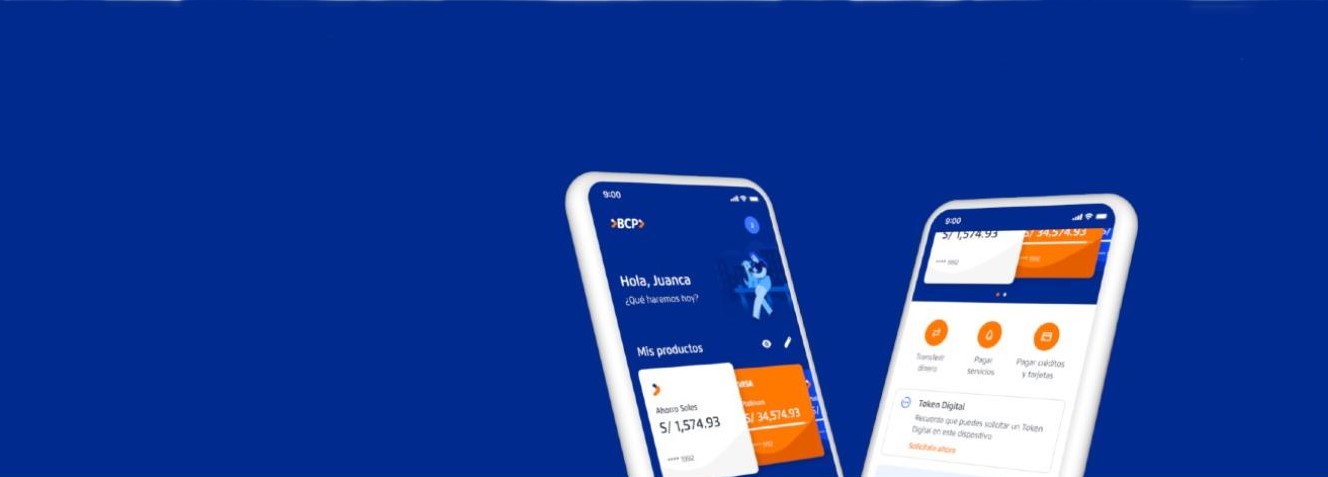 9:00
BCP
Hola, Juanca
¿Qué haremos hoy?
Mis productos
Ahorro Soles
S/ 1,574.93
**** 1992
VISA
Platinum
S/ 34,574.93
S/
9:00
S/ 1,574.93
**** 1992
S/ 34,574.93
S/
Transferir
dinero
Pagar
servicios
Pagar créditos
y tarjetas
Token Digital
Recuerda que puedes solicitar un Token
Digital en este dispositivo
Solicítalo ahora